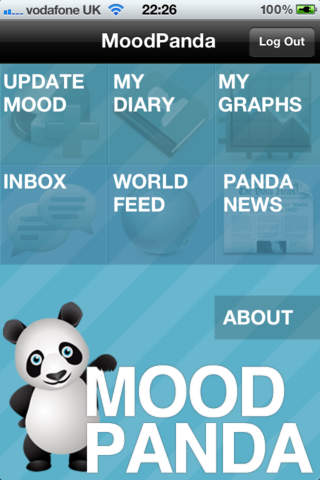 vodafone UK 22:26 100%
MoodPanda Log Out
UPDATE MOOD
MY DIARY
MY GRAPHS
INBOX
WORLD FEED
PANDA NEWS
ABOUT
MOOD
PANDA